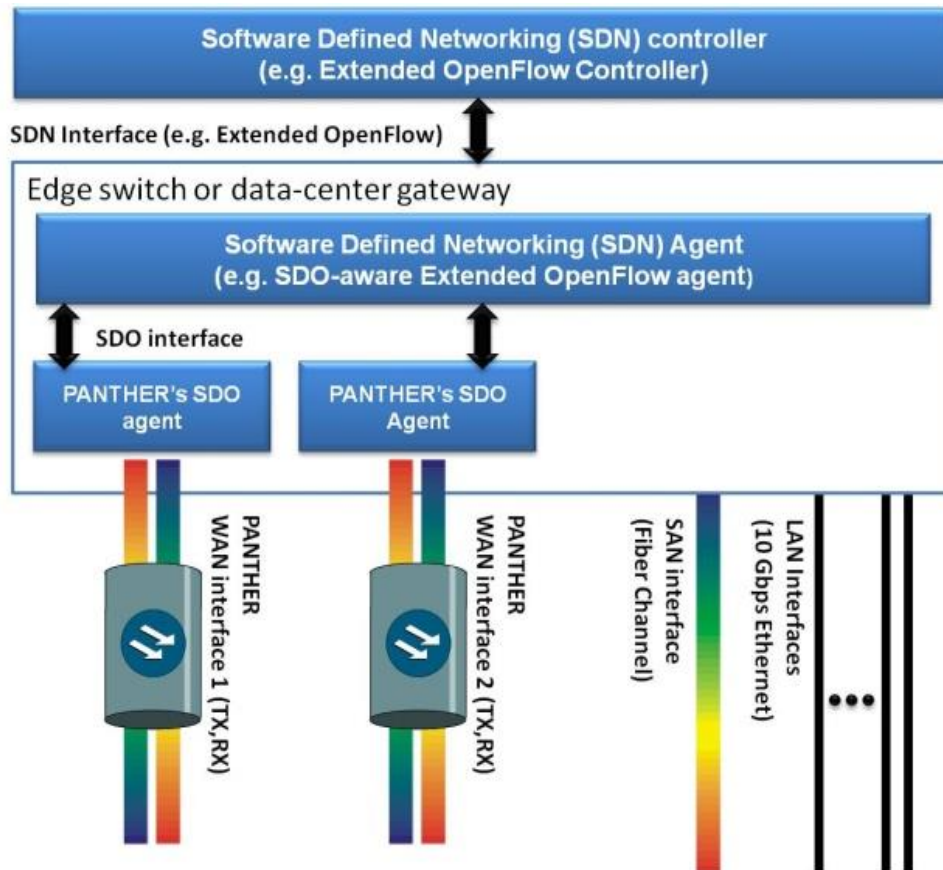 Software Defined Networking (SDN) controller
(e.g. Extended OpenFlow Controller)
SDN Interface (e.g. Extended OpenFlow)
Edge switch or data-center gateway
Software Defined Networking (SDN) Agent
(e.g. SDO-aware Extended OpenFlow agent)
SDO interface
PANTHER's SDO
agent
PANTHER's SDO
Agent
PANTHER
WAN interface 1 (TX,RX)
PANTHER
WAN interface 2 (TX,RX)
SAN interface
(Fiber Channel)
LAN Interfaces
(10 Gbps Ethernet)